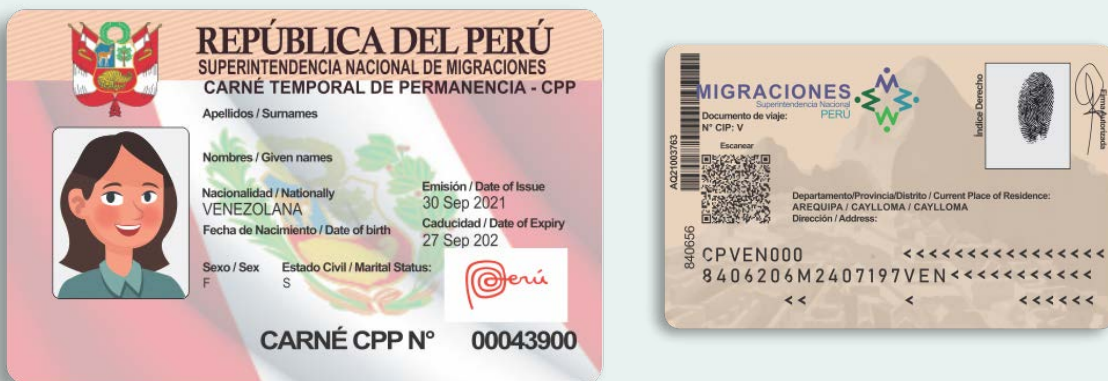 REPÚBLICA DEL PERÚ
SUPERINTENDENCIA NACIONAL DE MIGRACIONES
CARNÉ TEMPORAL DE PERMANENCIA - CPP
Apellidos / Surnames
Nombres / Given names
Nacionalidad / Nationally
VENEZOLANA
Emisión / Date of Issue
30 Sep 2021
Fecha de Nacimiento / Date of birth
Caducidad / Date of Expiry
27 Sep 202
Sexo / Sex
F
Estado Civil / Marital Status:
S
Perú
CARNÉ CPP N° 00043900
MIGRACIONES
Superintendencia Nacional
PERÚ
Documento de viaje:
N° CIP: V
Escanear
AQ21003763
840656
Índice Derecho
Firma Autorizada
Departamento/Provincia/Distrito / Current Place of Residence:
AREQUIPA / CAYLLOMA / CAYLLOMA
Dirección / Address:
CPVEN000 <<<<<<<<<<<<<<<<
8406206M2407197VEN<<<<<<<<<<<
<< < <<<<<<